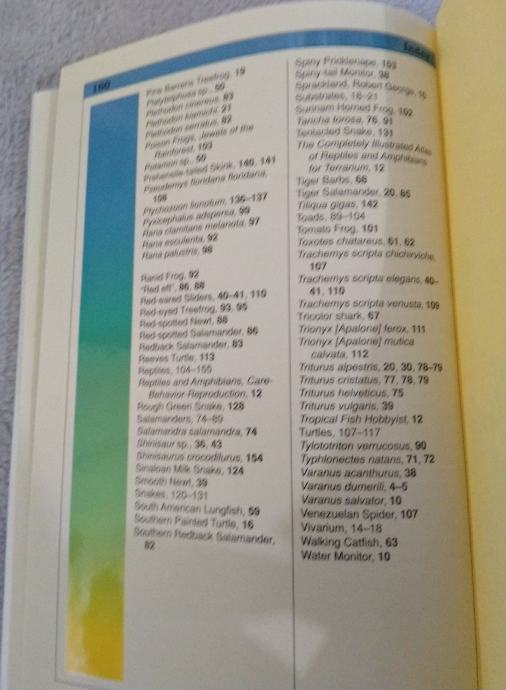 160
Index
Pine Barrens Treefrog, 19
Platytelphusa sp., 60
Plethodon cinereus, 83
Plethodon kiamichi, 21
Plethodon serratus, 82
Poison Frogs, Jewels of the
Rainforest, 103
Potamon sp., 60
Prehensile-tailed Skink, 140, 141
Pseudemys floridana floridana,
108
Ptychozoon lionotum, 136–137
Pyxicephalus adspersa, 99
Rana clamitans melanota, 97
Rana esculenta, 92
Rana palustris, 98
Ranid Frog, 92
"Red eft", 86, 88
Red-eared Sliders, 40–41, 110
Red-eyed Treefrog, 93, 95
Red-spotted Newt, 88
Red-spotted Salamander, 86
Redback Salamander, 83
Reeves Turtle, 113
Reptiles, 104–155
Reptiles and Amphibians, Care-
Behavior-Reproduction, 12
Rough Green Snake, 128
Salamanders, 74–89
Salamandra salamandra, 74
Shinisaur sp., 36, 43
Shinisaurus crocodilurus, 154
Sinaloan Milk Snake, 124
Smooth Newt, 39
Snakes, 120–131
South American Lungfish, 59
Southern Painted Turtle, 16
Southern Redback Salamander,
82
Spiny Pricklenape, 153
Spiny-tail Monitor, 38
Sprackland, Robert George,
Substrates, 18–21
Surinam Horned Frog, 102
Taricha torosa, 76, 91
Tentacled Snake, 131
The Completely Illustrated Atlas
of Reptiles and Amphibians
for Terrarium, 12
Tiger Barbs, 68
Tiger Salamander, 20, 85
Tiliqua gigas, 142
Toads, 89–104
Tomato Frog, 101
Toxotes chatareus, 61, 62
Trachemys scripta chichiriviche,
107
Trachemys scripta elegans, 40–
41, 110
Trachemys scripta venusta, 109
Tricolor shark, 67
Trionyx [Apalone] ferox, 111
Trionyx [Apalone] mutica
calvata, 112
Triturus alpestris, 20, 30, 78–79
Triturus cristatus, 77, 78, 79
Triturus helveticus, 75
Triturus vulgaris, 39
Tropical Fish Hobbyist, 12
Turtles, 107–117
Tylototriton verrucosus, 90
Typhlonectes natans, 71, 72
Varanus acanthurus, 38
Varanus dumerili, 4–5
Varanus salvator, 10
Venezuelan Spider, 107
Vivarium, 14–18
Walking Catfish, 63
Water Monitor, 10